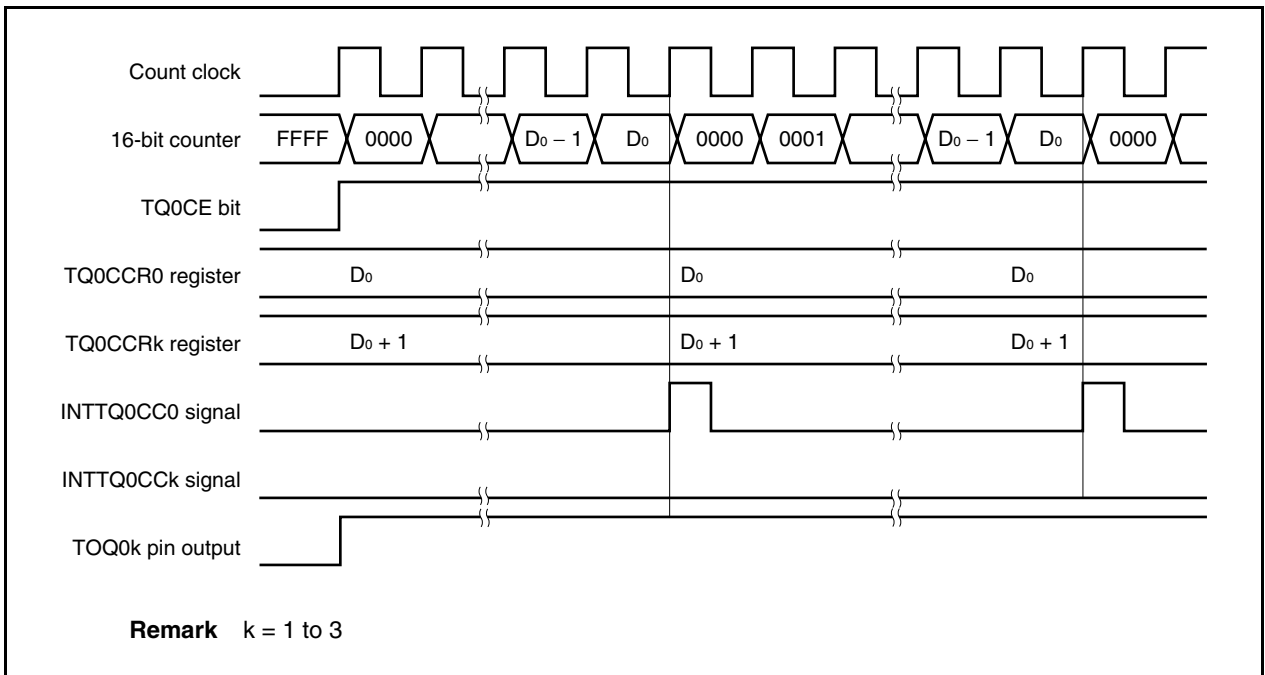 Count clock
16-bit counter FFFF 0000 D₀ − 1 D₀ 0000 0001 D₀ − 1 D₀ 0000
TQ0CE bit
TQ0CCR0 register D₀ D₀ D₀
TQ0CCRk register D₀ + 1 D₀ + 1 D₀ + 1
INTTQ0CC0 signal
INTTQ0CCk signal
TOQ0k pin output
Remark k = 1 to 3